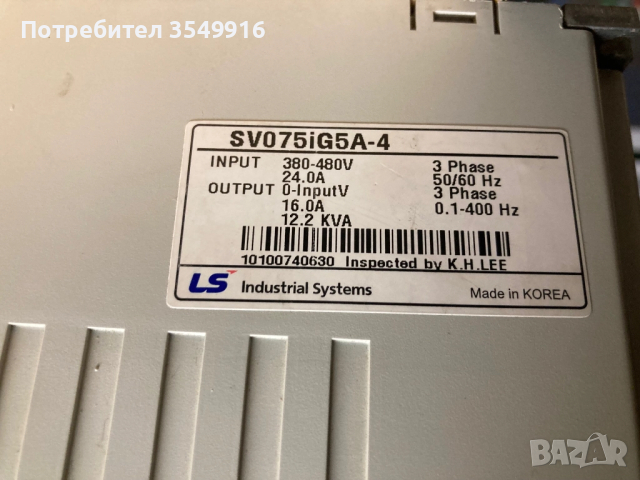 Потребител 3549916
SV075iG5A-4
INPUT 380-480V 3 Phase
24.0A 50/60 Hz
OUTPUT 0-InputV 3 Phase
16.0A 0.1-400 Hz
12.2 KVA
10100740630 Inspected by K.H.LEE
LS Industrial Systems Made in KOREA
BAZAR